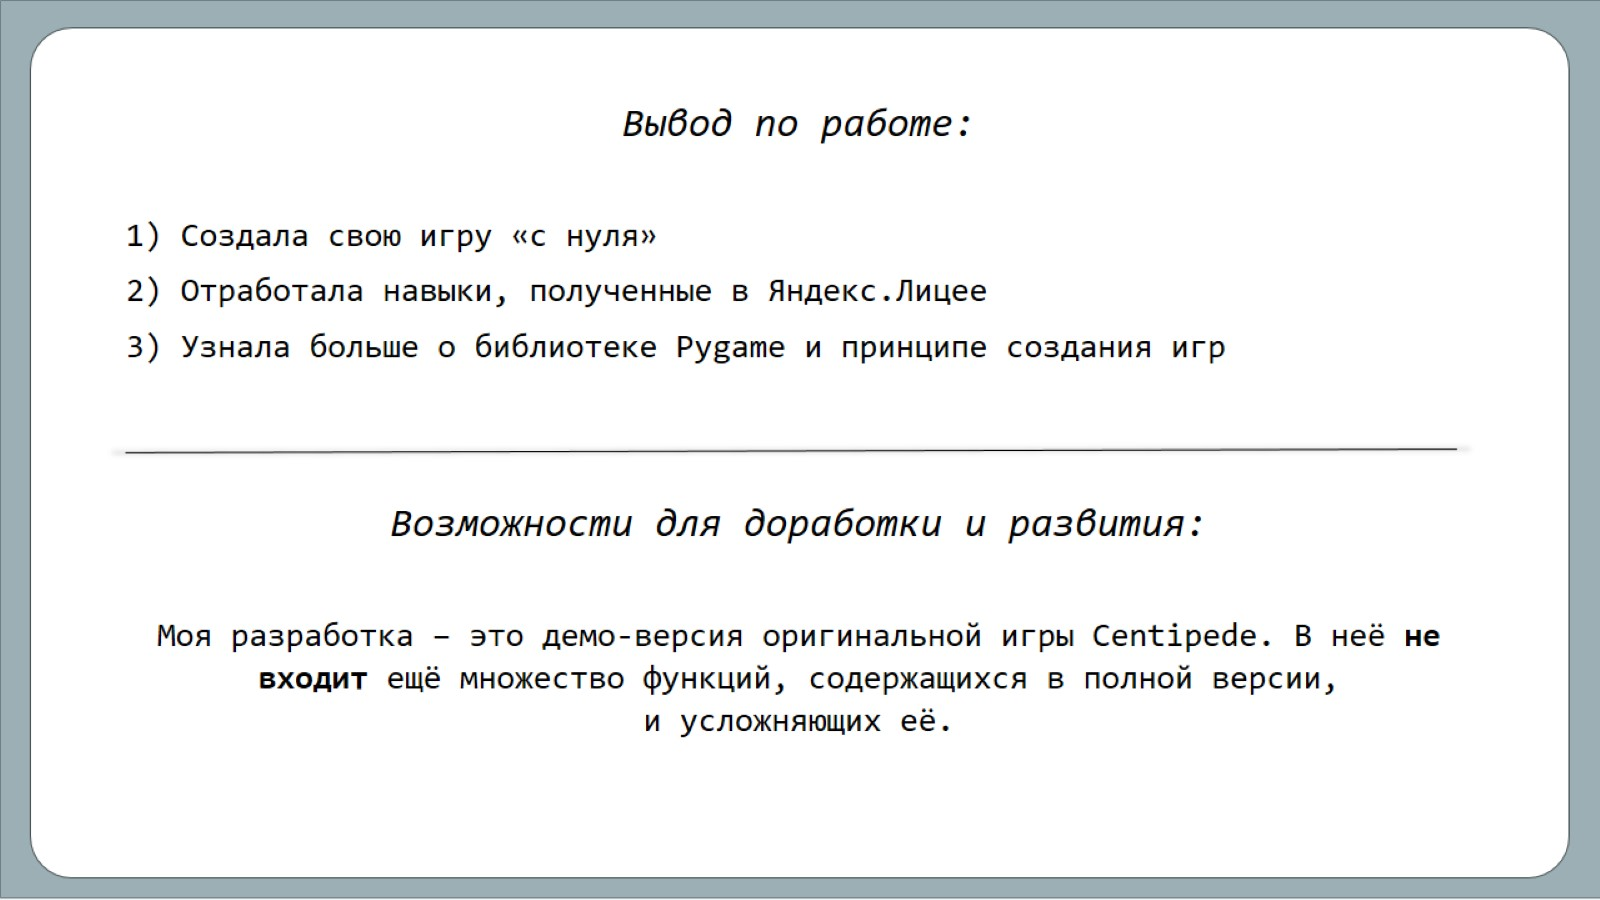 Вывод по работе:
1) Создала свою игру «с нуля»
2) Отработала навыки, полученные в Яндекс.Лицее
3) Узнала больше о библиотеке Pygame и принципе создания игр
Возможности для доработки и развития:
Моя разработка – это демо-версия оригинальной игры Centipede. В неё не
входит ещё множество функций, содержащихся в полной версии,
и усложняющих её.